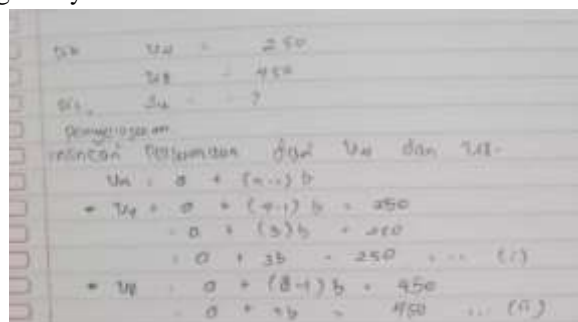 Dik U4 = 250
U8 = 450
Dit
= ?
Penyelesaian
mencari Persamaan dari U4 dan U8.
Un = a + (n-1) b
• U4 = a + (4-1) b = 250
= a + (3)b = 250
= a + 3b = 250 .... (i)
• U8 = a + (8-1) b = 450
= a + 7b = 450 ... (ii)